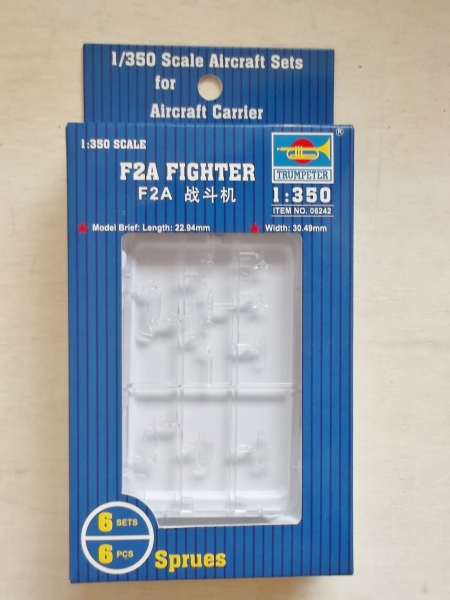 1/350 Scale Aircraft Sets
for
Aircraft Carrier
1:350 SCALE
F2A FIGHTER
F2A 战斗机
TRUMPETER
®
1:350
ITEM NO. 06242
Model Brief: Length: 22.94mm
Width: 30.49mm
6 SETS
6 PCS
Sprues